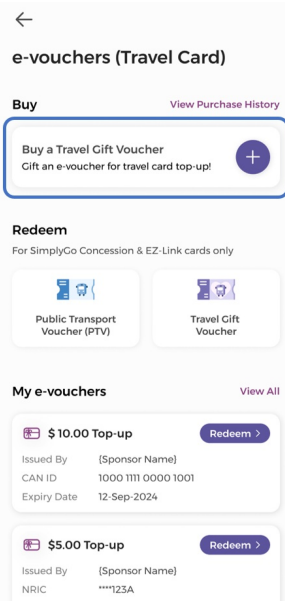 e-vouchers (Travel Card)
Buy
View Purchase History
Buy a Travel Gift Voucher
Gift an e-voucher for travel card top-up!
Redeem
For SimplyGo Concession & EZ-Link cards only
Public Transport
Voucher (PTV)
Travel Gift
Voucher
My e-vouchers
View All
$ 10.00 Top-up
Redeem >
Issued By {Sponsor Name}
CAN ID 1000 1111 0000 1001
Expiry Date 12-Sep-2024
$5.00 Top-up
Redeem >
Issued By {Sponsor Name}
NRIC ****123A